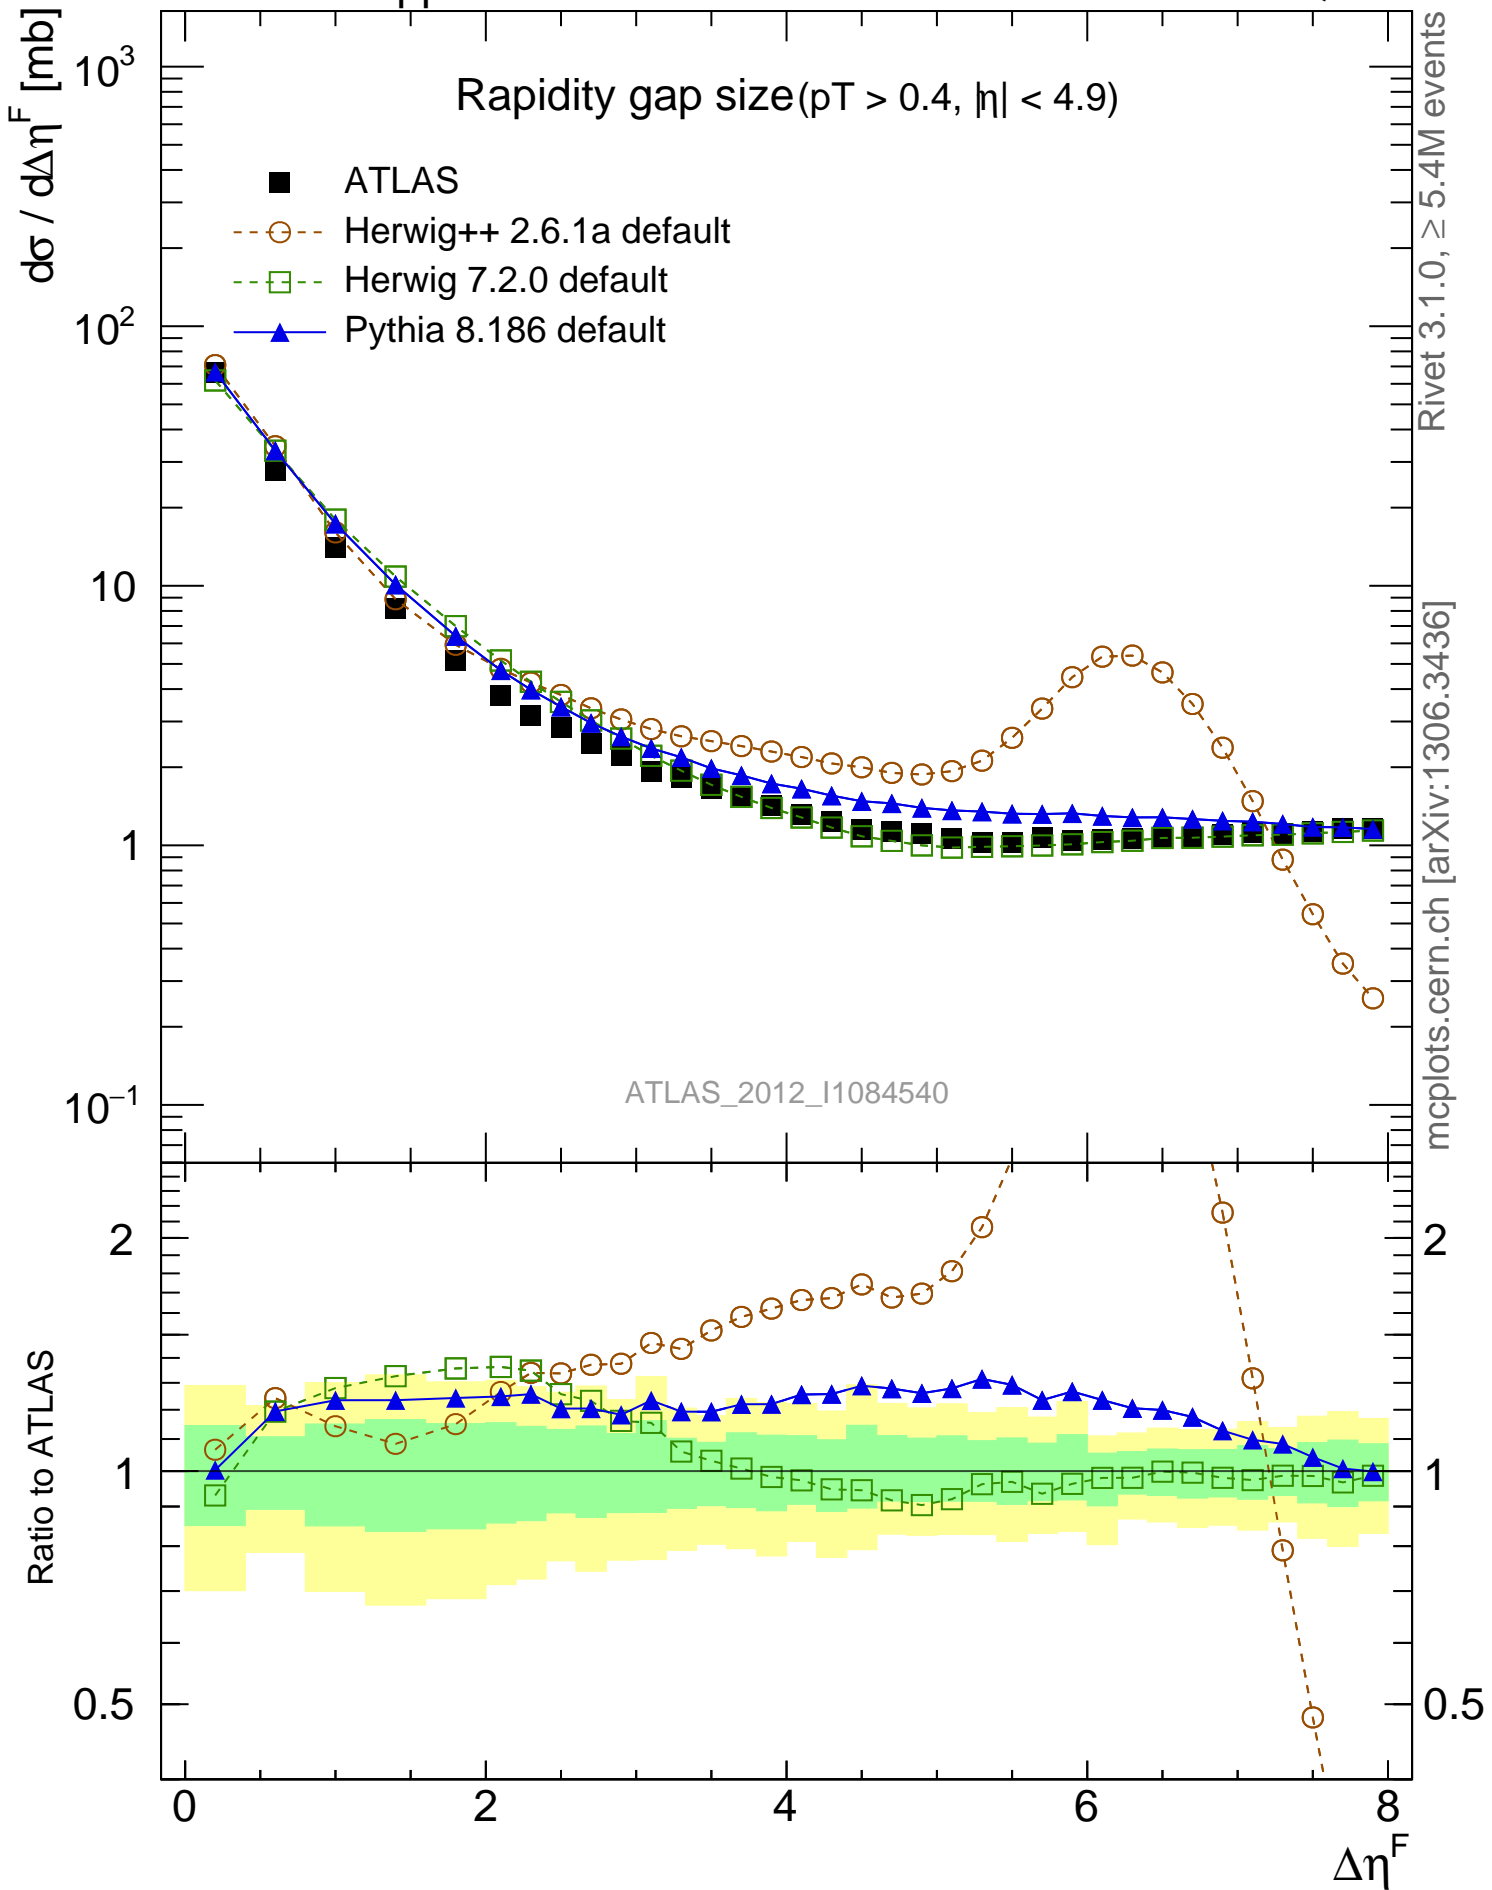 pp
Rapidity gap size (pT > 0.4, |η| < 4.9)
ATLAS
Herwig++ 2.6.1a default
Herwig 7.2.0 default
Pythia 8.186 default
dσ / dΔη^F [mb]
10^3
10^2
10
1
10^−1
ATLAS_2012_I1084540
Rivet 3.1.0, ≥ 5.4M events
mcplots.cern.ch [arXiv:1306.3436]
Ratio to ATLAS
2
1
0.5
2
1
0.5
0 2 4 6 8
Δη^F